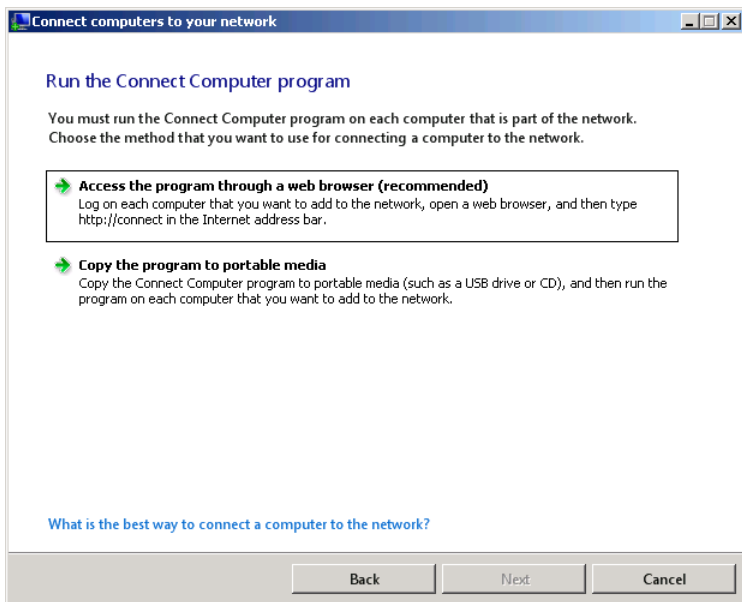 Connect computers to your network
Run the Connect Computer program
You must run the Connect Computer program on each computer that is part of the network.
Choose the method that you want to use for connecting a computer to the network.
Access the program through a web browser (recommended)
Log on each computer that you want to add to the network, open a web browser, and then type
http://connect in the Internet address bar.
Copy the program to portable media
Copy the Connect Computer program to portable media (such as a USB drive or CD), and then run the
program on each computer that you want to add to the network.
What is the best way to connect a computer to the network?
Back Next Cancel